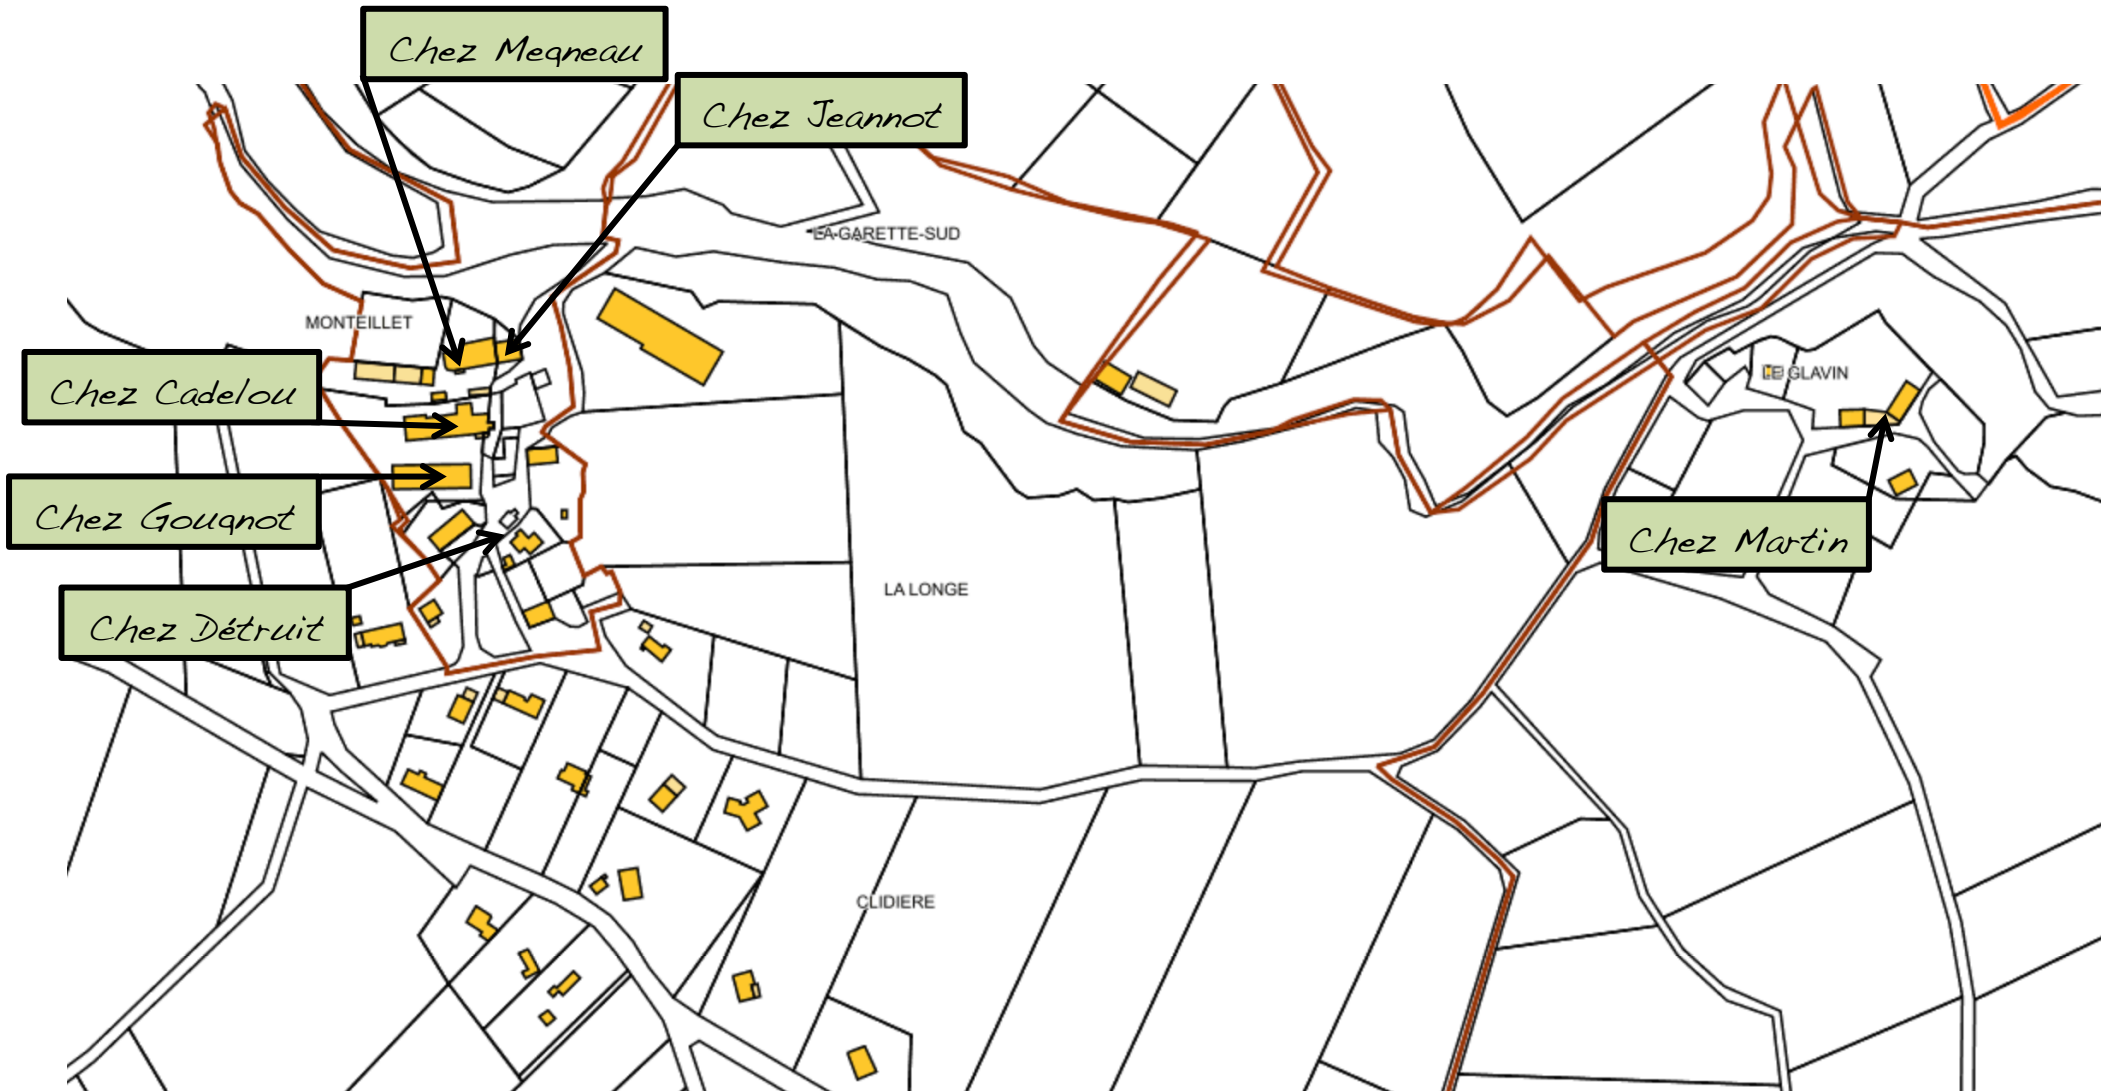 Chez Megneau
Chez Jeannot
LA GARETTE-SUD
MONTEILLET
Chez Cadelou
LE GLAVIN
Chez Gougnot
Chez Martin
LA LONGE
Chez Détruit
CLIDIERE